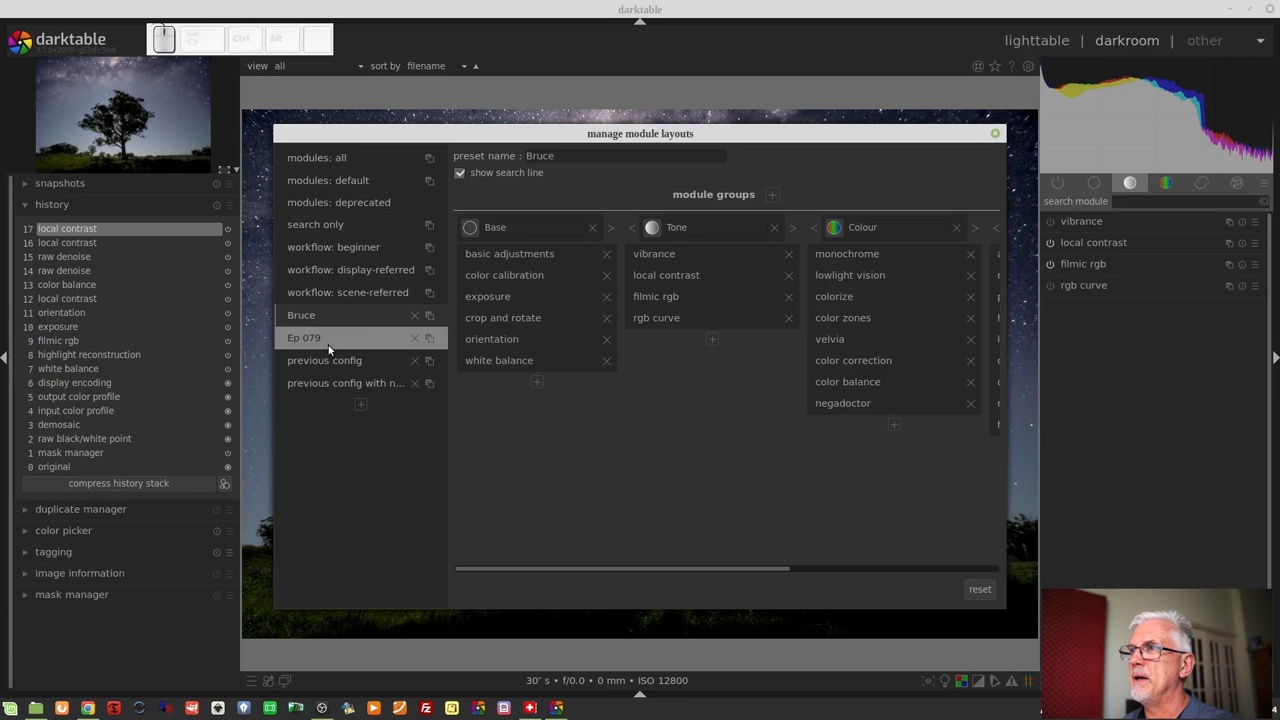 darktable
darktable
Ctrl
Alt
lighttable | darkroom | other
view all
sort by filename
manage module layouts
snapshots
history
17 local contrast
16 local contrast
15 raw denoise
14 raw denoise
13 color balance
12 local contrast
11 orientation
10 exposure
9 filmic rgb
8 highlight reconstruction
7 white balance
6 display encoding
5 output color profile
4 input color profile
3 demosaic
2 raw black/white point
1 mask manager
0 original
compress history stack
duplicate manager
color picker
tagging
image information
mask manager
modules: all
modules: default
modules: deprecated
search only
workflow: beginner
workflow: display-referred
workflow: scene-referred
Bruce
Ep 079
previous config
previous config with n...
preset name : Bruce
show search line
module groups
Base
basic adjustments
color calibration
exposure
crop and rotate
orientation
white balance
Tone
vibrance
local contrast
filmic rgb
rgb curve
Colour
monochrome
lowlight vision
colorize
color zones
velvia
color correction
color balance
negadoctor
reset
search module
vibrance
local contrast
filmic rgb
rgb curve
30" s • f/0.0 • 0 mm • ISO 12800